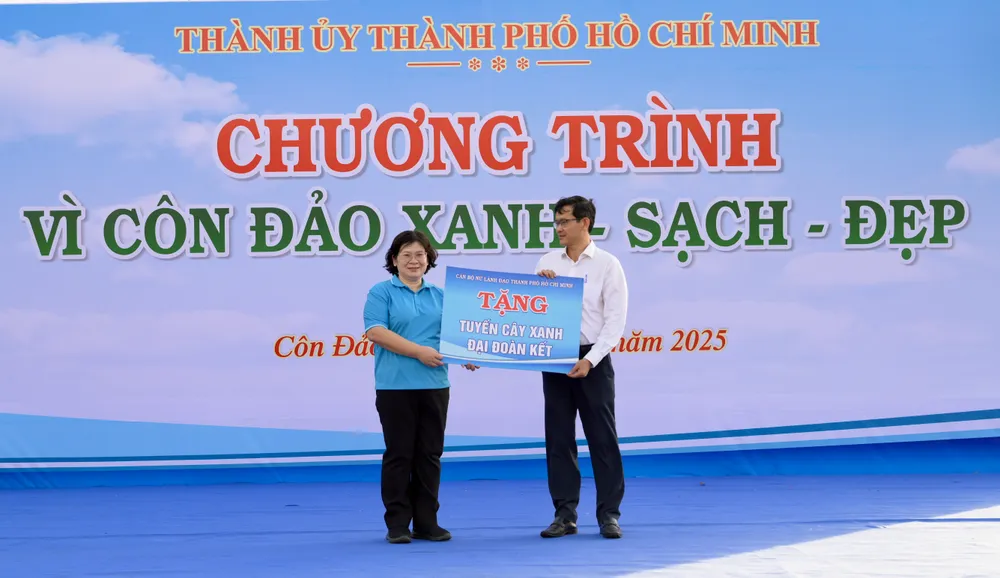 THÀNH ỦY THÀNH PHỐ HỒ CHÍ MINH
CHƯƠNG TRÌNH
VÌ CÔN ĐẢO XANH - SẠCH - ĐẸP
CÁN BỘ NỮ LÃNH ĐẠO THÀNH PHỐ HỒ CHÍ MINH
TẶNG
TUYẾN CÂY XANH
ĐẠI ĐOÀN KẾT
Côn Đảo năm 2025